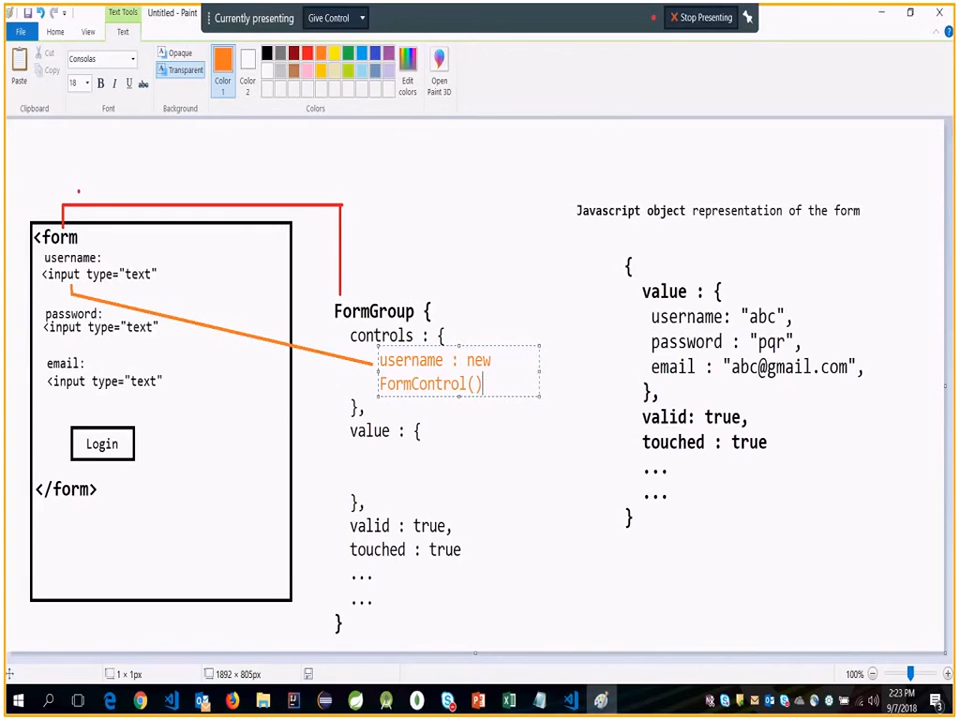 Text Tools
Untitled - Paint
Currently presenting
Give Control
Stop Presenting
File
Home
View
Text
Paste
Cut
Copy
Consolas
18
B I U abc
Opaque
Transparent
Color 1
Color 2
Edit colors
Open Paint 3D
Clipboard
Font
Background
Colors
Javascript object representation of the form
<form
username:
<input type="text"
password:
<input type="text"
email:
<input type="text"
Login
</form>
FormGroup {
controls : {
username : new
FormControl()
},
value : {
},
valid : true,
touched : true
...
...
}
{
value : {
username: "abc",
password : "pqr",
email : "abc@gmail.com",
},
valid: true,
touched : true
...
...
}
1 × 1px
1892 × 805px
100%
2:23 PM
9/7/2018
3